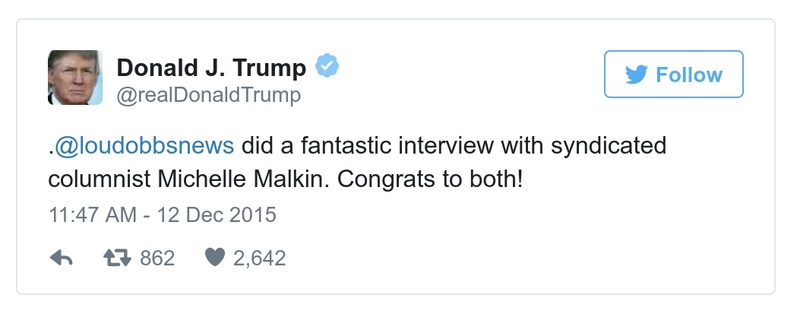 Donald J. Trump
@realDonaldTrump
Follow
.@loudobbsnews did a fantastic interview with syndicated
columnist Michelle Malkin. Congrats to both!
11:47 AM - 12 Dec 2015
862 2,642